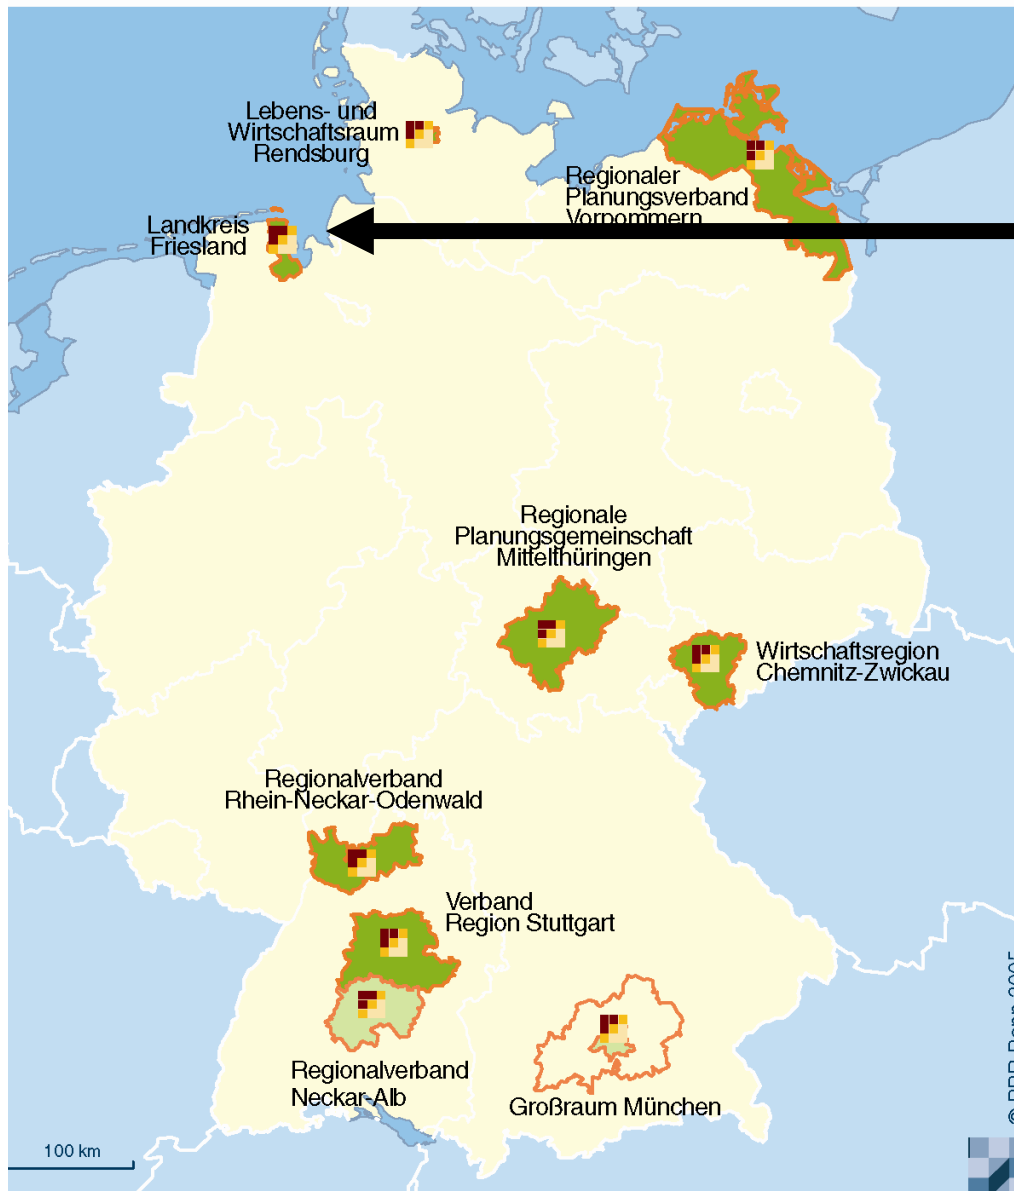 Lebens- und
Wirtschaftsraum
Rendsburg
Regionaler
Planungsverband
Vorpommern
Landkreis
Friesland
Regionale
Planungsgemeinschaft
Mittelthüringen
Wirtschaftsregion
Chemnitz-Zwickau
Regionalverband
Rhein-Neckar-Odenwald
Verband
Region Stuttgart
Regionalverband
Neckar-Alb
Großraum München
100 km
©